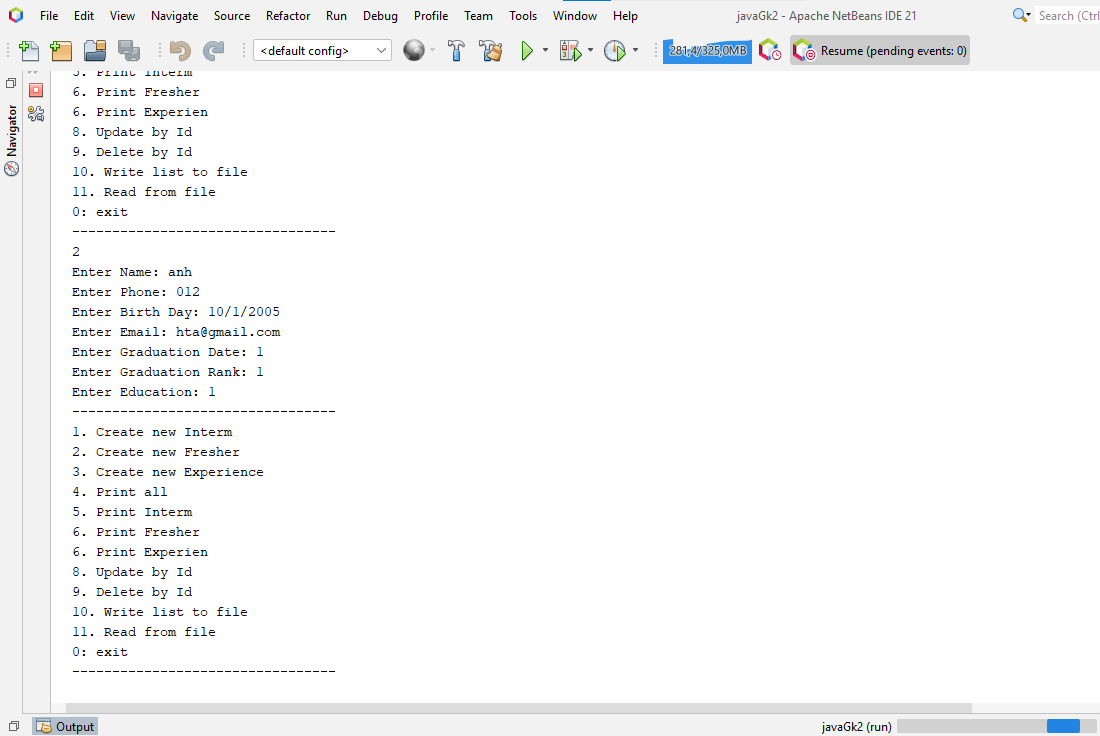 File Edit View Navigate Source Refactor Run Debug Profile Team Tools Window Help javaGk2 - Apache NetBeans IDE 21 Search (Ctrl
<default config> 281,4/325,0MB Resume (pending events: 0)
Navigator
5. Print Interm
6. Print Fresher
6. Print Experien
8. Update by Id
9. Delete by Id
10. Write list to file
11. Read from file
0: exit
---------------------------------
2
Enter Name: anh
Enter Phone: 012
Enter Birth Day: 10/1/2005
Enter Email: hta@gmail.com
Enter Graduation Date: 1
Enter Graduation Rank: 1
Enter Education: 1
---------------------------------
1. Create new Interm
2. Create new Fresher
3. Create new Experience
4. Print all
5. Print Interm
6. Print Fresher
6. Print Experien
8. Update by Id
9. Delete by Id
10. Write list to file
11. Read from file
0: exit
---------------------------------
Output javaGk2 (run)